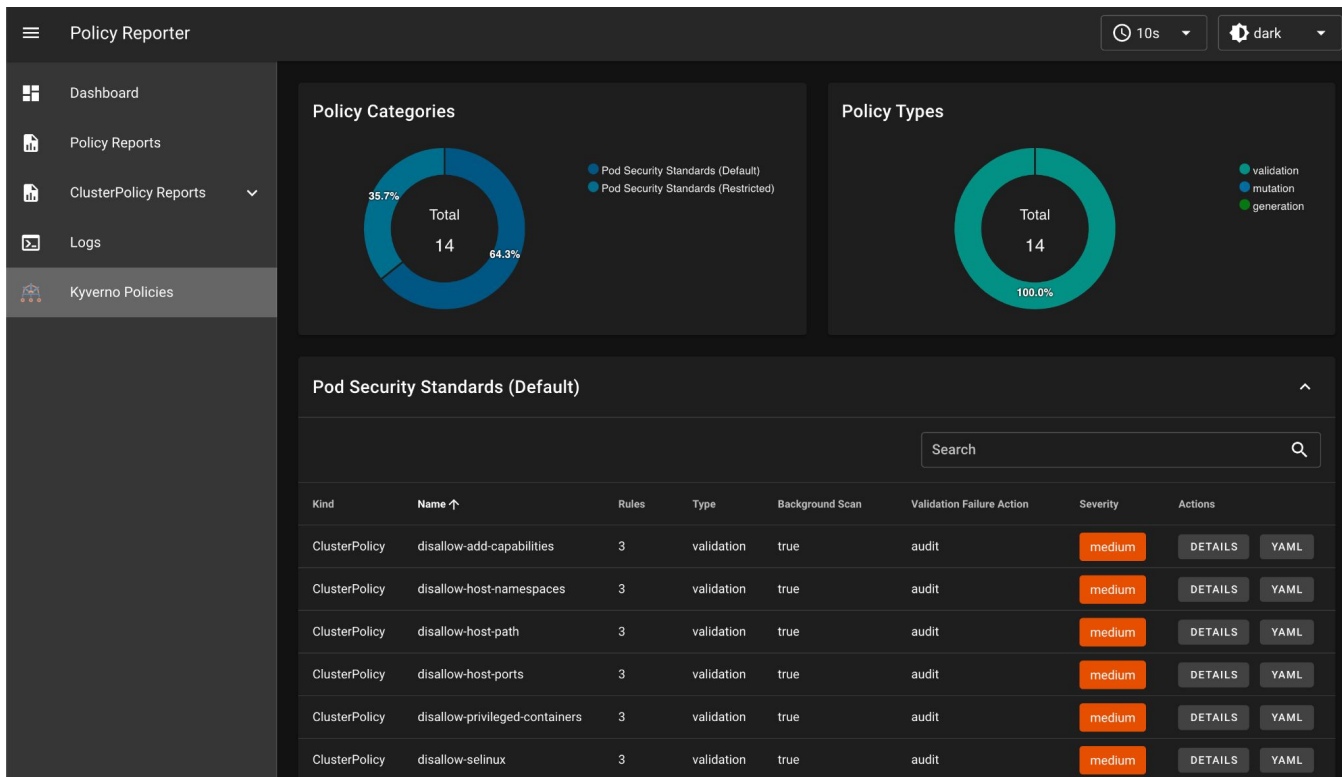 Policy Reporter
10s
dark
Dashboard
Policy Reports
ClusterPolicy Reports
Logs
Kyverno Policies
Policy Categories
35.7%
Total
14
64.3%
Pod Security Standards (Default)
Pod Security Standards (Restricted)
Policy Types
Total
14
100.0%
validation
mutation
generation
Pod Security Standards (Default)
Search
Kind Name Rules Type Background Scan Validation Failure Action Severity Actions
ClusterPolicy disallow-add-capabilities 3 validation true audit medium DETAILS YAML
ClusterPolicy disallow-host-namespaces 3 validation true audit medium DETAILS YAML
ClusterPolicy disallow-host-path 3 validation true audit medium DETAILS YAML
ClusterPolicy disallow-host-ports 3 validation true audit medium DETAILS YAML
ClusterPolicy disallow-privileged-containers 3 validation true audit medium DETAILS YAML
ClusterPolicy disallow-selinux 3 validation true audit medium DETAILS YAML